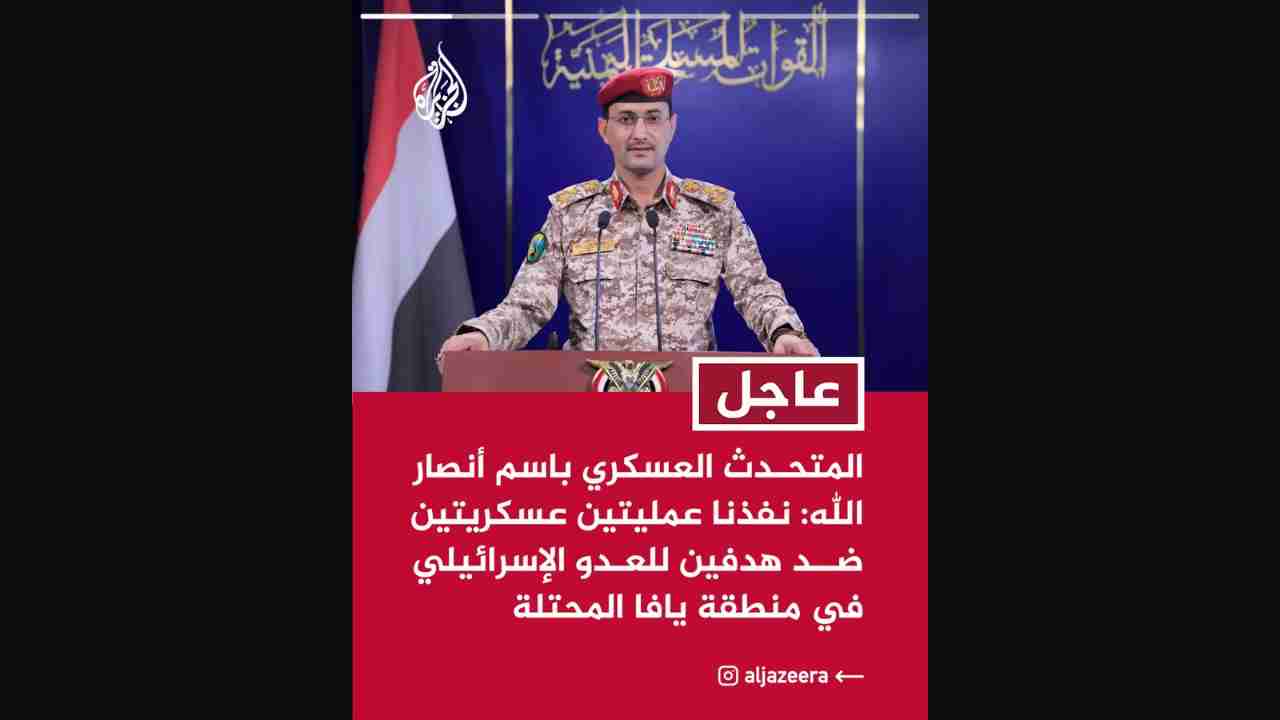 القوات المسلحة اليمنية
الجزيرة
عاجل
المتحدث العسكري باسم أنصار
الله: نفذنا عمليتين عسكريتين
ضد هدفين للعدو الإسرائيلي
في منطقة يافا المحتلة
aljazeera